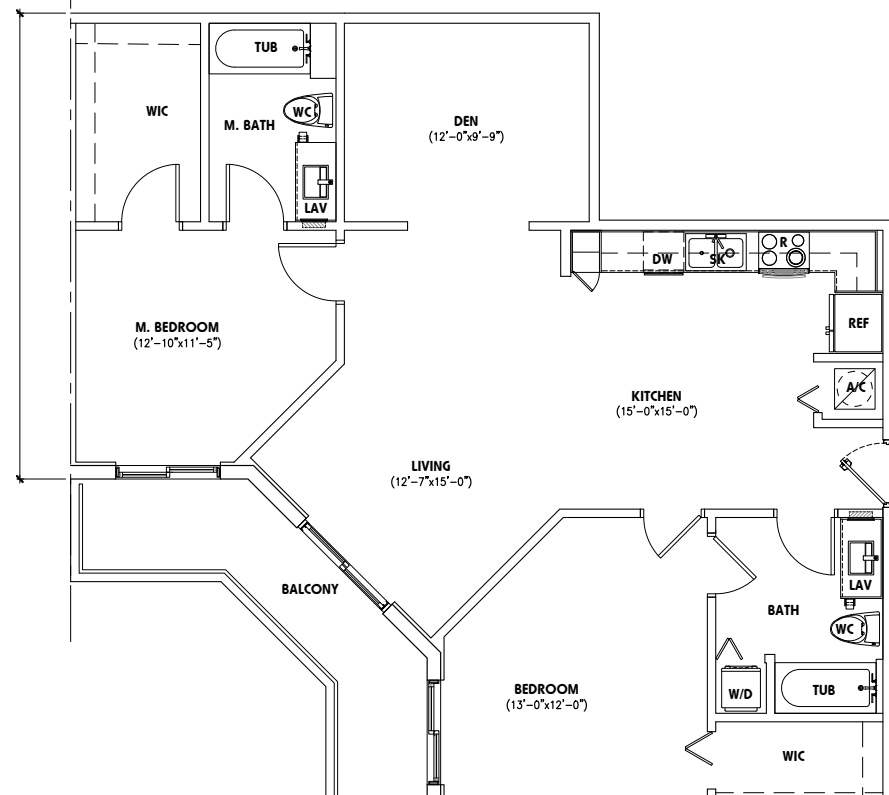 TUB
WIC
WC
M. BATH
DEN
(12'-0"x9'-9")
LAV
DW
SK
R
REF
M. BEDROOM
(12'-10"x11'-5")
A/C
KITCHEN
(15'-0"x15'-0")
LIVING
(12'-7"x15'-0")
BALCONY
LAV
BATH
WC
BEDROOM
(13'-0"x12'-0")
W/D
TUB
WIC